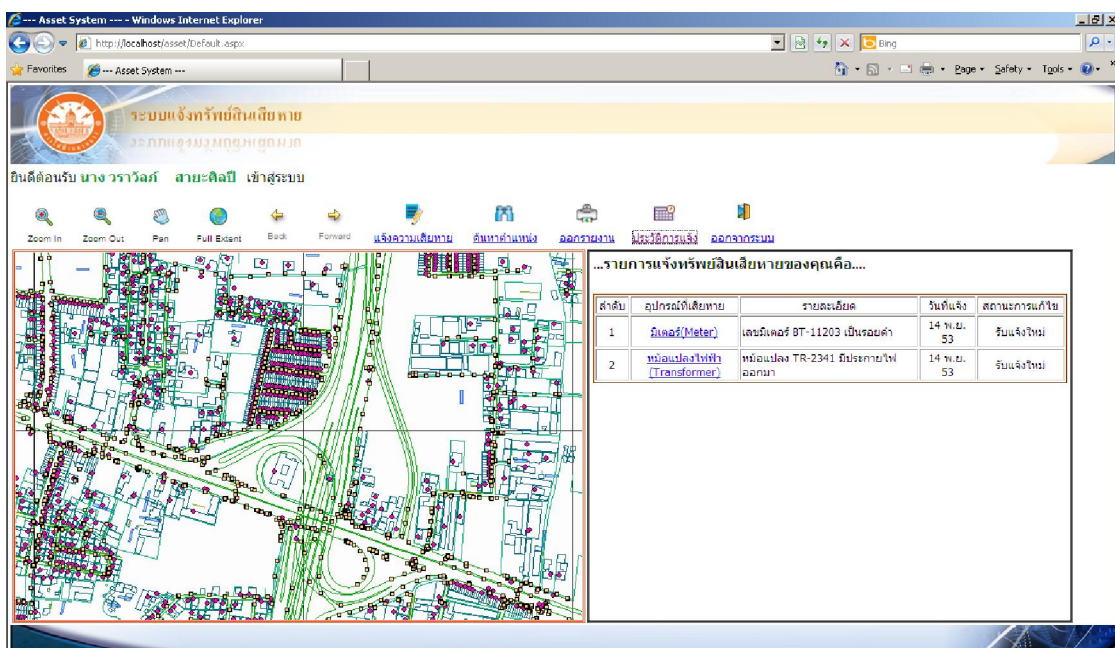 --- Asset System --- - Windows Internet Explorer
http://localhost/asset/Default.aspx
Bing
Favorites
--- Asset System ---
Page
Safety
Tools
ระบบแจ้งทรัพย์สินเสียหาย
ยินดีต้อนรับ นาง วราวัลภ์ สายะศิลปี เข้าสู่ระบบ
Zoom In
Zoom Out
Pan
Full Extent
Back
Forward
แจ้งความเสียหาย
ค้นหาตำแหน่ง
ออกรายงาน
ประวัติการแจ้ง
ออกจากระบบ
...รายการแจ้งทรัพย์สินเสียหายของคุณคือ....
ลำดับ อุปกรณ์ที่เสียหาย รายละเอียด วันที่แจ้ง สถานะการแก้ไข
1 มิเตอร์(Meter) เลขมิเตอร์ BT-11203 เป็นรอยดำ 14 พ.ย. 53 รับแจ้งใหม่
2 หม้อแปลงไฟฟ้า (Transformer) หม้อแปลง TR-2341 มีประกายไฟ ออกมา 14 พ.ย. 53 รับแจ้งใหม่